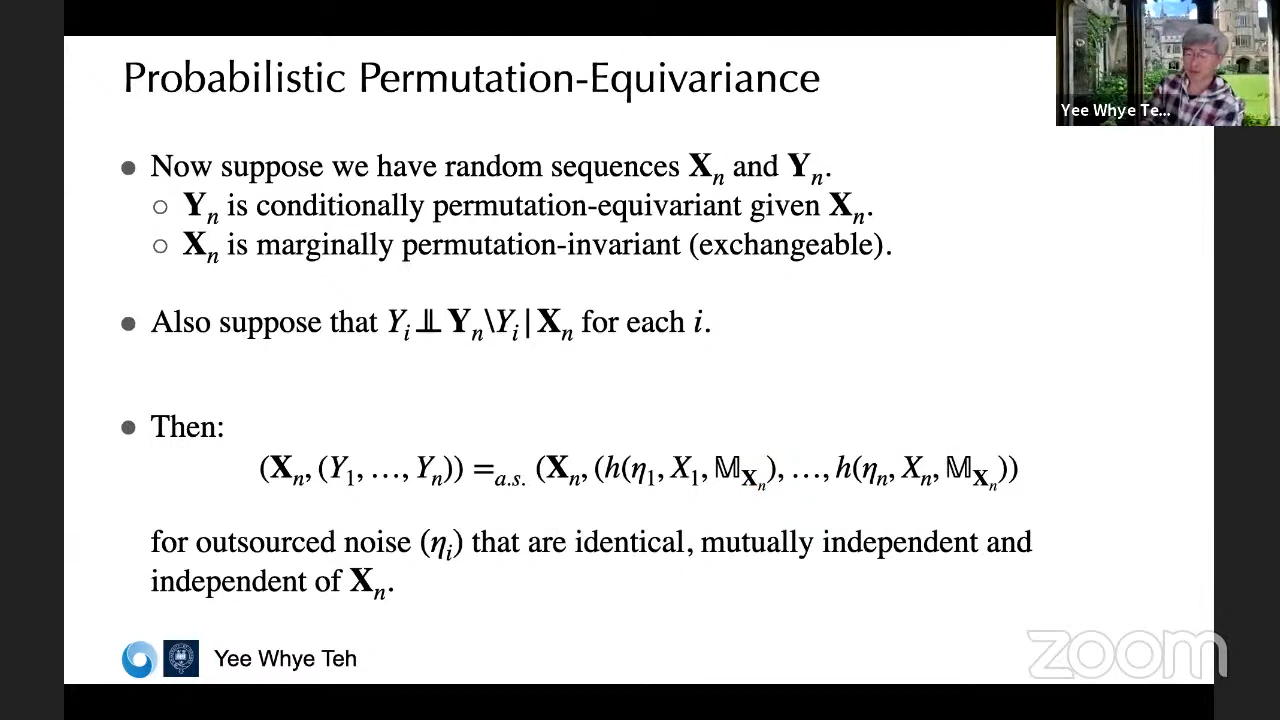 Probabilistic Permutation-Equivariance
Yee Whye Te...
● Now suppose we have random sequences 𝐗ₙ and 𝐘ₙ.
○ 𝐘ₙ is conditionally permutation-equivariant given 𝐗ₙ.
○ 𝐗ₙ is marginally permutation-invariant (exchangeable).
● Also suppose that Yᵢ ⫫ 𝐘ₙ\Yᵢ | 𝐗ₙ for each i.
● Then:
(𝐗ₙ, (Y₁, …, Yₙ)) =a.s. (𝐗ₙ, (h(η₁, X₁, 𝕄_𝐗ₙ), …, h(ηₙ, Xₙ, 𝕄_𝐗ₙ))
for outsourced noise (ηᵢ) that are identical, mutually independent and
independent of 𝐗ₙ.
Yee Whye Teh
zoom